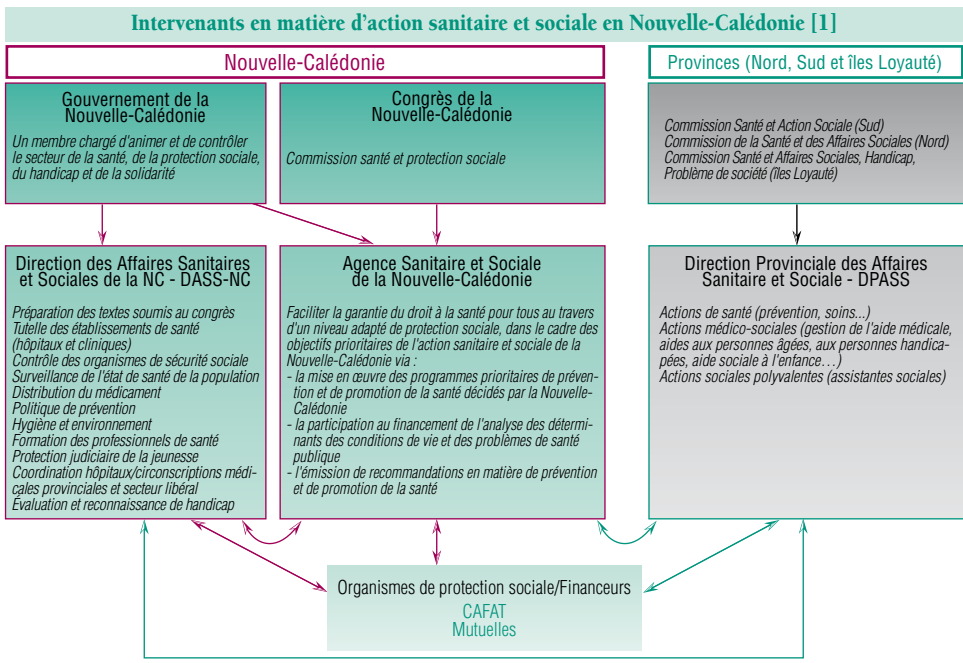 Intervenants en matière d'action sanitaire et sociale en Nouvelle-Calédonie [1]
Nouvelle-Calédonie
Provinces (Nord, Sud et îles Loyauté)
Gouvernement de la
Nouvelle-Calédonie
Un membre chargé d'animer et de contrôler
le secteur de la santé, de la protection sociale,
du handicap et de la solidarité
Congrès de la
Nouvelle-Calédonie
Commission santé et protection sociale
Commission Santé et Action Sociale (Sud)
Commission de la Santé et des Affaires Sociales (Nord)
Commission Santé et Affaires Sociales, Handicap,
Problème de société (îles Loyauté)
Direction des Affaires Sanitaires
et Sociales de la NC - DASS-NC
Préparation des textes soumis au congrès
Tutelle des établissements de santé
(hôpitaux et cliniques)
Contrôle des organismes de sécurité sociale
Surveillance de l'état de santé de la population
Distribution du médicament
Politique de prévention
Hygiène et environnement
Formation des professionnels de santé
Protection judiciaire de la jeunesse
Coordination hôpitaux/circonscriptions médi-
cales provinciales et secteur libéral
Évaluation et reconnaissance de handicap
Agence Sanitaire et Sociale
de la Nouvelle-Calédonie
Faciliter la garantie du droit à la santé pour tous au travers
d'un niveau adapté de protection sociale, dans le cadre des
objectifs prioritaires de l'action sanitaire et sociale de la
Nouvelle-Calédonie via :
- la mise en œuvre des programmes prioritaires de préven-
tion et de promotion de la santé décidés par la Nouvelle-
Calédonie
- la participation au financement de l'analyse des détermi-
nants des conditions de vie et des problèmes de santé
publique
- l'émission de recommandations en matière de prévention
et de promotion de la santé
Direction Provinciale des Affaires
Sanitaire et Sociale - DPASS
Actions de santé (prévention, soins...)
Actions médico-sociales (gestion de l'aide médicale,
aides aux personnes âgées, aux personnes handica-
pées, aide sociale à l'enfance…)
Actions sociales polyvalentes (assistantes sociales)
Organismes de protection sociale/Financeurs
CAFAT
Mutuelles